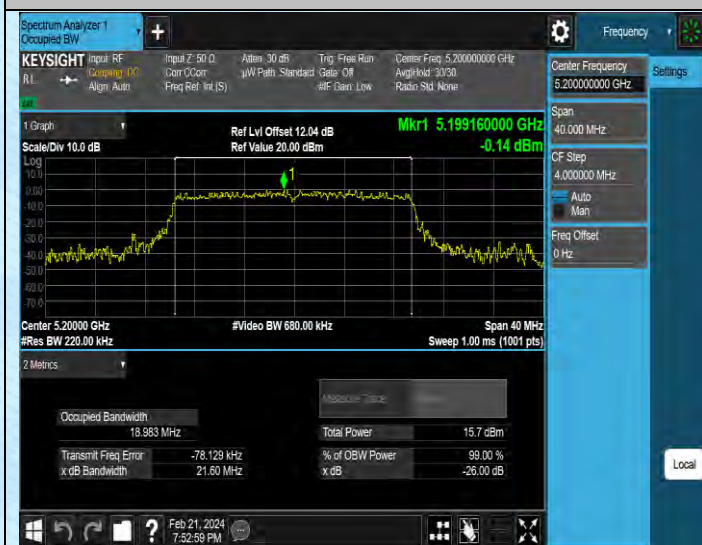 Spectrum Analyzer 1
Occupied BW
+
Frequency
KEYSIGHT Input: RF
Coupling: DC
Align: Auto
RL
Input Z: 50 Ω
Corr CCorr
Freq Ref: Int (S)
Atten: 30 dB
µW Path: Standard
Trig: Free Run
Gate: Off
#IF Gain: Low
Center Freq: 5.200000000 GHz
Avg|Hold: 30/30
Radio Std: None
Center Frequency
5.200000000 GHz
Settings
Span
40.000 MHz
CF Step
4.000000 MHz
Auto
Man
Freq Offset
0 Hz
1 Graph
Scale/Div 10.0 dB
Ref Lvl Offset 12.04 dB
Ref Value 20.00 dBm
Mkr1 5.199160000 GHz
-0.14 dBm
Log
10.0
0.00
-10.0
-20.0
-30.0
-40.0
-50.0
-60.0
-70.0
1
Center 5.20000 GHz
#Res BW 220.00 kHz
#Video BW 680.00 kHz
Span 40 MHz
Sweep 1.00 ms (1001 pts)
2 Metrics
Measure Trace
Occupied Bandwidth
18.983 MHz
Total Power 15.7 dBm
Transmit Freq Error -78.129 kHz
% of OBW Power 99.00 %
x dB Bandwidth 21.60 MHz
x dB -26.00 dB
Local
?
Feb 21, 2024
7:52:59 PM